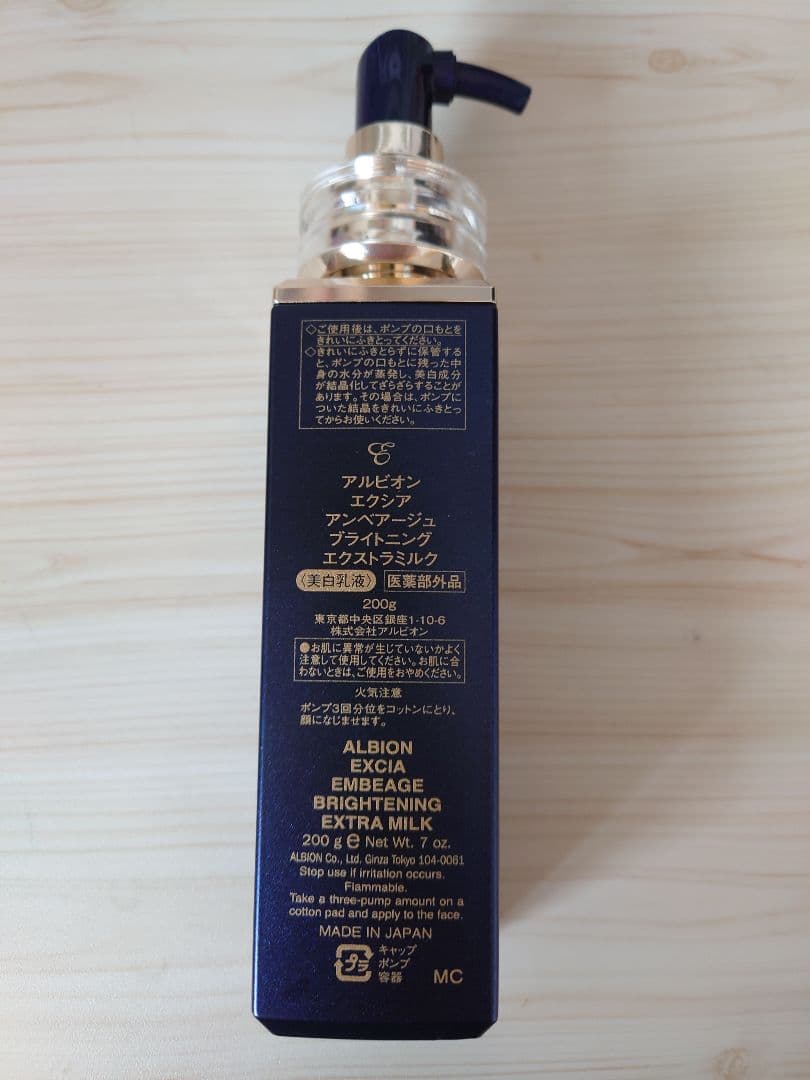 ◇ご使用後は、ポンプの口もとを
きれいにふきとってください。
◇きれいにふきとらずに保管する
と、ポンプの口もとに残った中
身の水分が蒸発し、美白成分
が結晶化してざらざらすることが
あります。その場合は、ポンプに
ついた結晶をきれいにふきとっ
てからお使いください。
E
アルビオン
エクシア
アンベアージュ
ブライトニング
エクストラミルク
〈美白乳液〉 医薬部外品
200g
東京都中央区銀座1-10-6
株式会社アルビオン
●お肌に異常が生じていないかよく
注意して使用してください。お肌に合
わないときは、ご使用をおやめください。
火気注意
ポンプ3回分位をコットンにとり、
顔になじませます。
ALBION
EXCIA
EMBEAGE
BRIGHTENING
EXTRA MILK
200 g e Net Wt. 7 oz.
ALBION Co., Ltd. Ginza Tokyo 104-0061
Stop use if irritation occurs.
Flammable.
Take a three-pump amount on a
cotton pad and apply to the face.
MADE IN JAPAN
プラ
キャップ
ポンプ
容器
MC